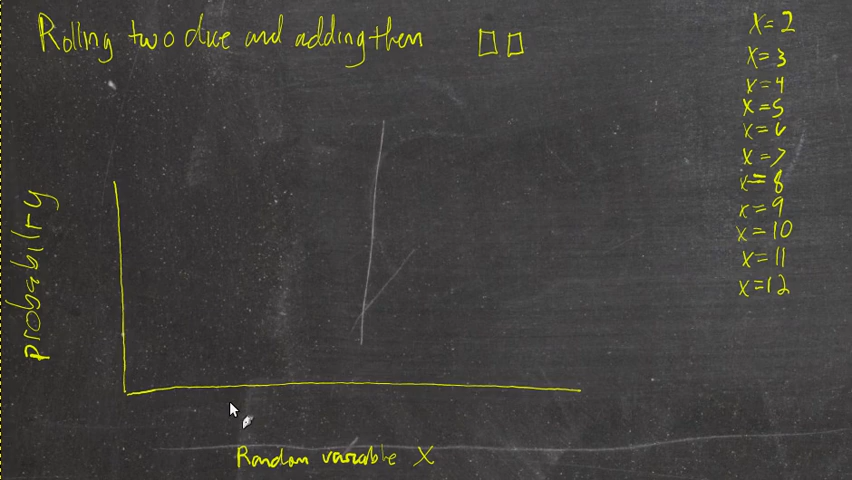 Rolling two dice and adding them
x=2
x=3
x=4
x=5
x=6
x=7
x=8
x=9
x=10
x=11
x=12
probability
Random variable X